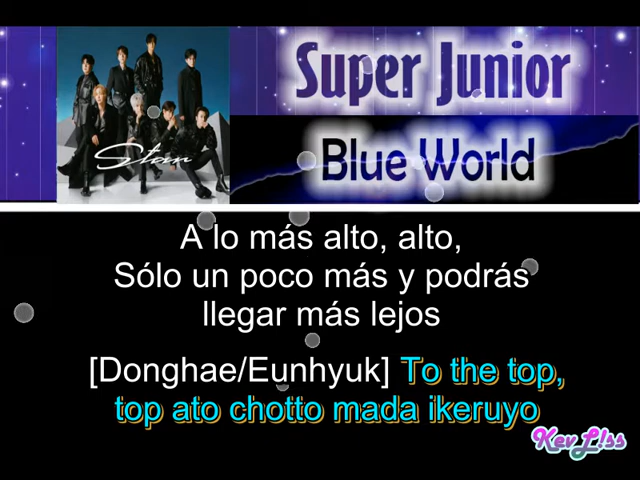 Super Junior
Star
Blue World
A lo más alto, alto,
Sólo un poco más y podrás
llegar más lejos
[Donghae/Eunhyuk] To the top,
top ato chotto mada ikeruyo
KevL!ss